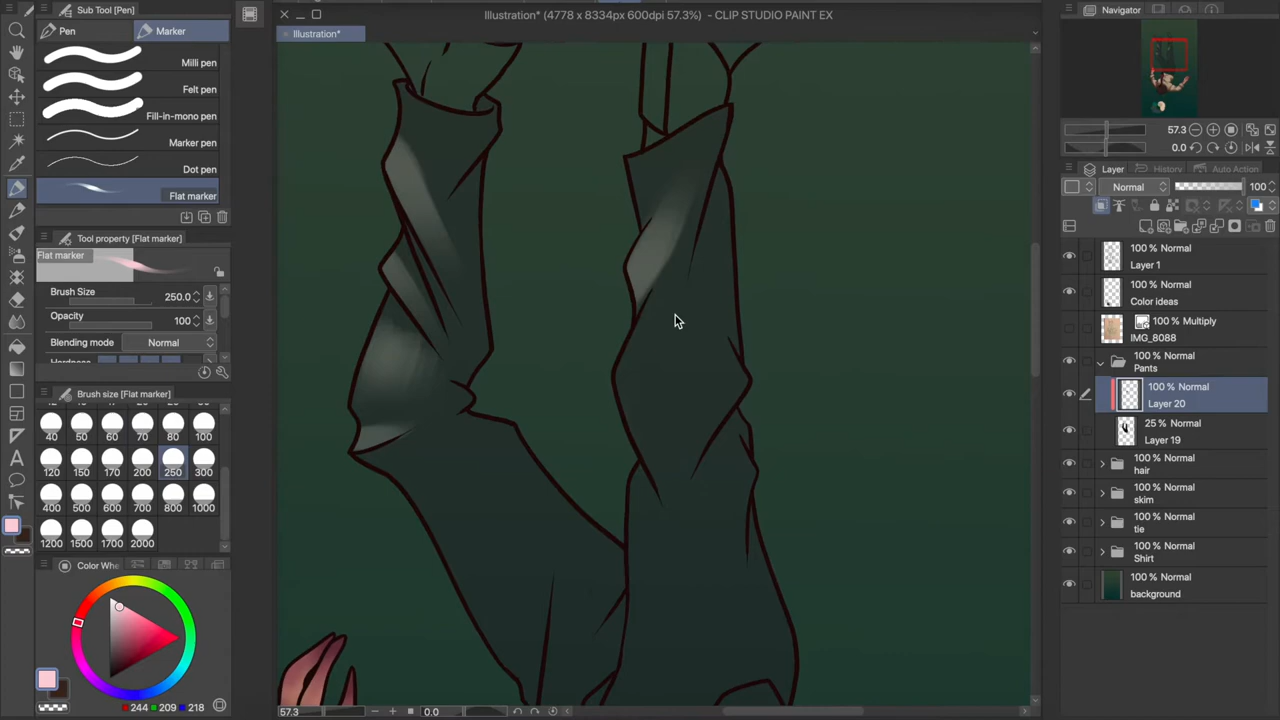 Sub Tool [Pen]
Pen
Marker
Milli pen
Felt pen
Fill-in-mono pen
Marker pen
Dot pen
Flat marker
Tool property [Flat marker]
Flat marker
Brush Size 250.0
Opacity 100
Blending mode Normal
Hardness
Brush size [Flat marker]
40 50 60 70 80 100
120 150 170 200 250 300
400 500 600 700 800 1000
1200 1500 1700 2000
Color Whe
244 209 218
Illustration* (4778 x 8334px 600dpi 57.3%) - CLIP STUDIO PAINT EX
Illustration*
57.3 0.0
Navigator
57.3
0.0
Layer History Auto Action
Normal 100
100 % Normal
Layer 1
100 % Normal
Color ideas
100 % Multiply
IMG_8088
100 % Normal
Pants
100 % Normal
Layer 20
25 % Normal
Layer 19
100 % Normal
hair
100 % Normal
skim
100 % Normal
tie
100 % Normal
Shirt
100 % Normal
background